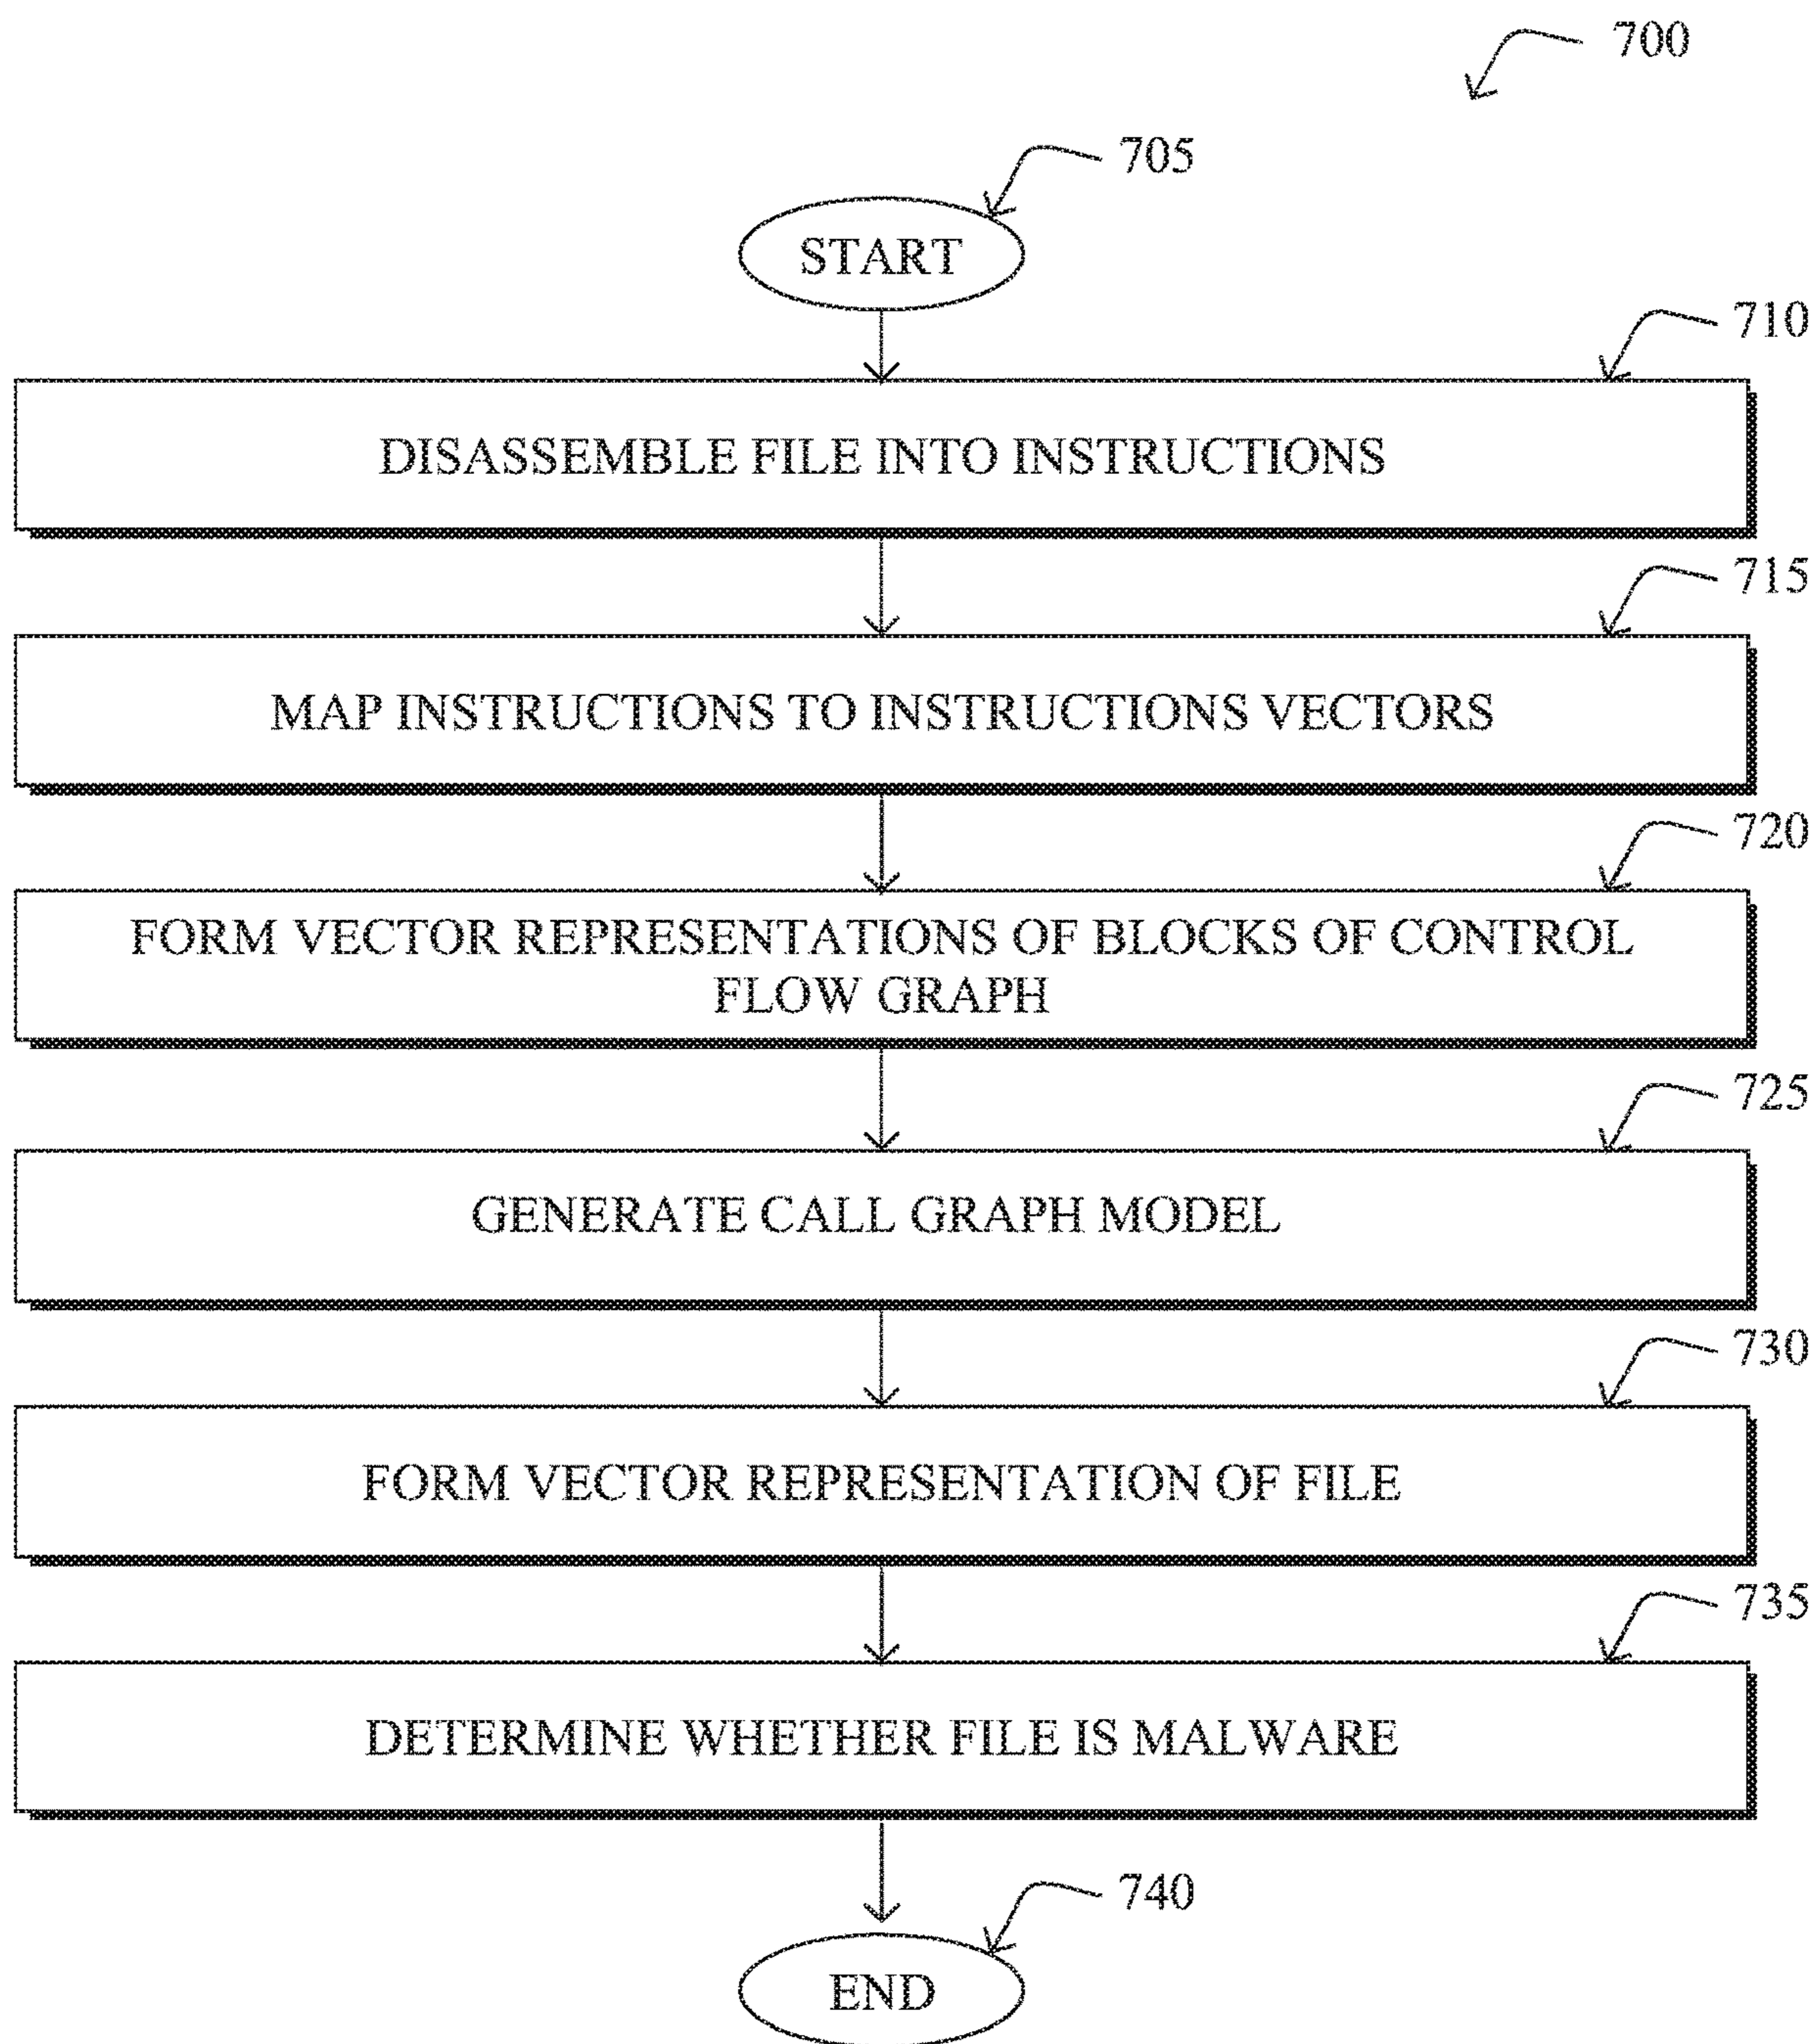 700
705
START
710
DISASSEMBLE FILE INTO INSTRUCTIONS
715
MAP INSTRUCTIONS TO INSTRUCTIONS VECTORS
720
FORM VECTOR REPRESENTATIONS OF BLOCKS OF CONTROL
FLOW GRAPH
725
GENERATE CALL GRAPH MODEL
730
FORM VECTOR REPRESENTATION OF FILE
735
DETERMINE WHETHER FILE IS MALWARE
740
END